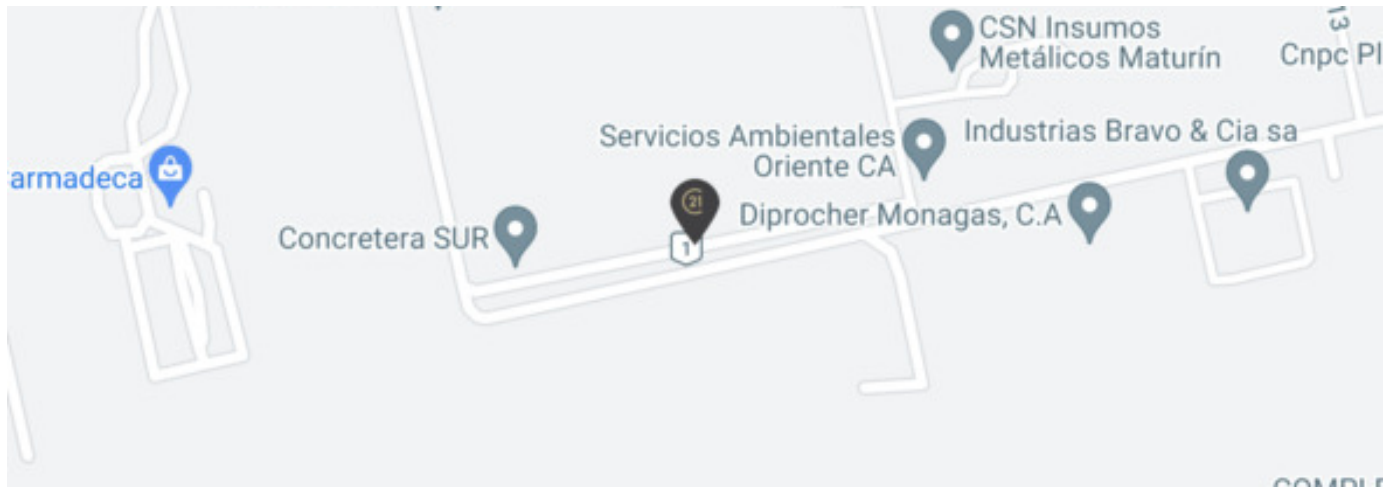 CSN Insumos
Metálicos Maturín
13
Cnpc Pl
Servicios Ambientales
Oriente CA
Industrias Bravo & Cia sa
armadeca
21
Diprocher Monagas, C.A
Concretera SUR
1